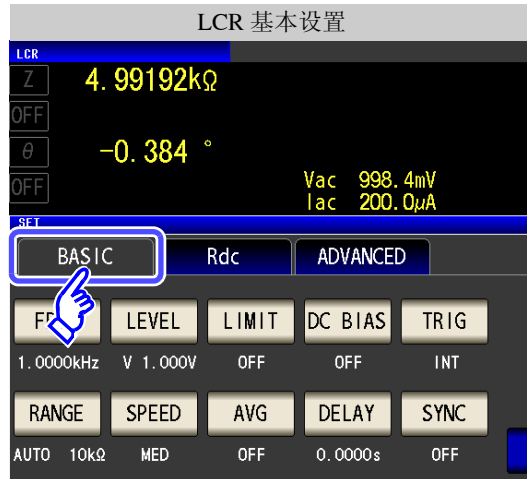 LCR 基本设置
LCR
Z 4.99192kΩ
OFF
θ -0.384 °
OFF
Vac 998.4mV
Iac 200.0μA
SET
BASIC Rdc ADVANCED
LEVEL LIMIT DC BIAS TRIG
1.0000kHz V 1.000V OFF OFF INT
RANGE SPEED AVG DELAY SYNC
AUTO 10kΩ MED OFF 0.0000s OFF